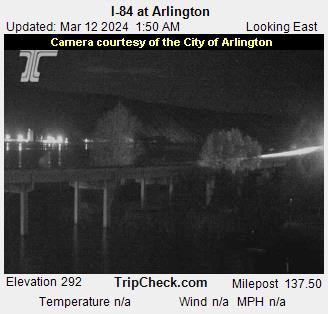 I-84 at Arlington
Updated: Mar 12 2024 1:50 AM Looking East
Camera courtesy of the City of Arlington
Elevation 292 TripCheck.com Milepost 137.50
Temperature n/a Wind n/a MPH n/a